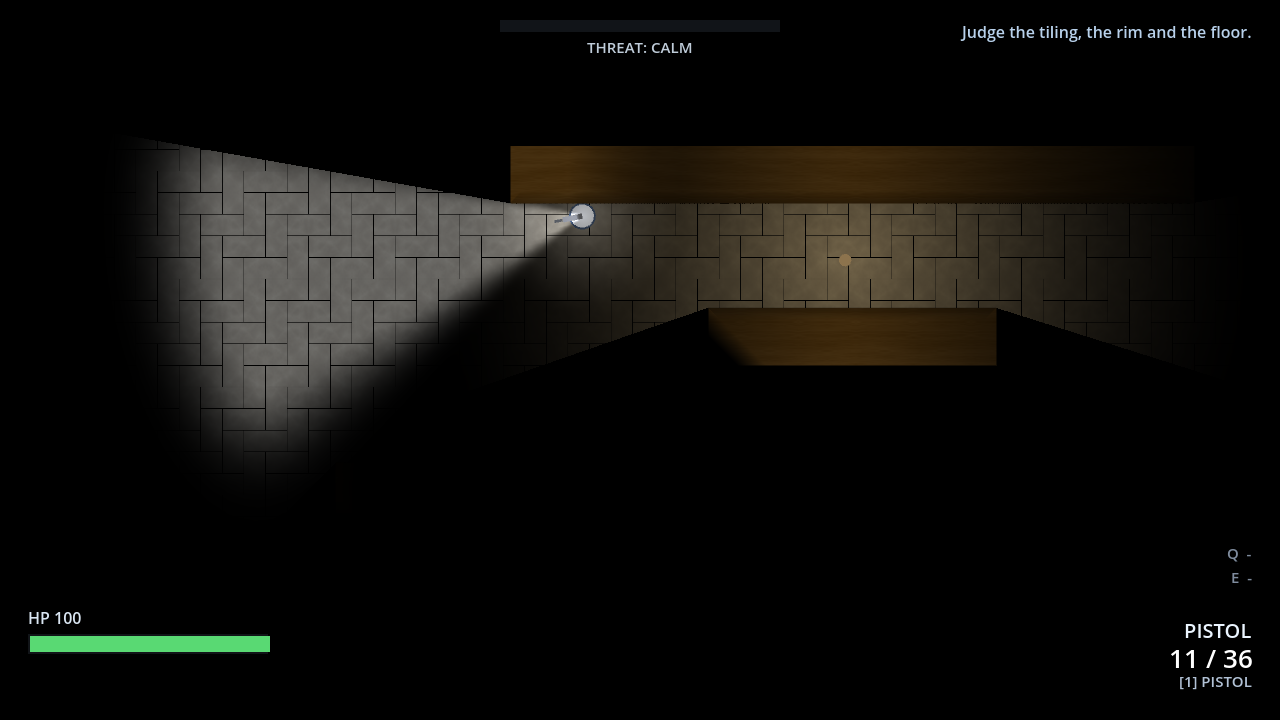 Judge the tiling, the rim and the floor.
THREAT: CALM
Q -
E -
HP 100
PISTOL
11 / 36
[1] PISTOL